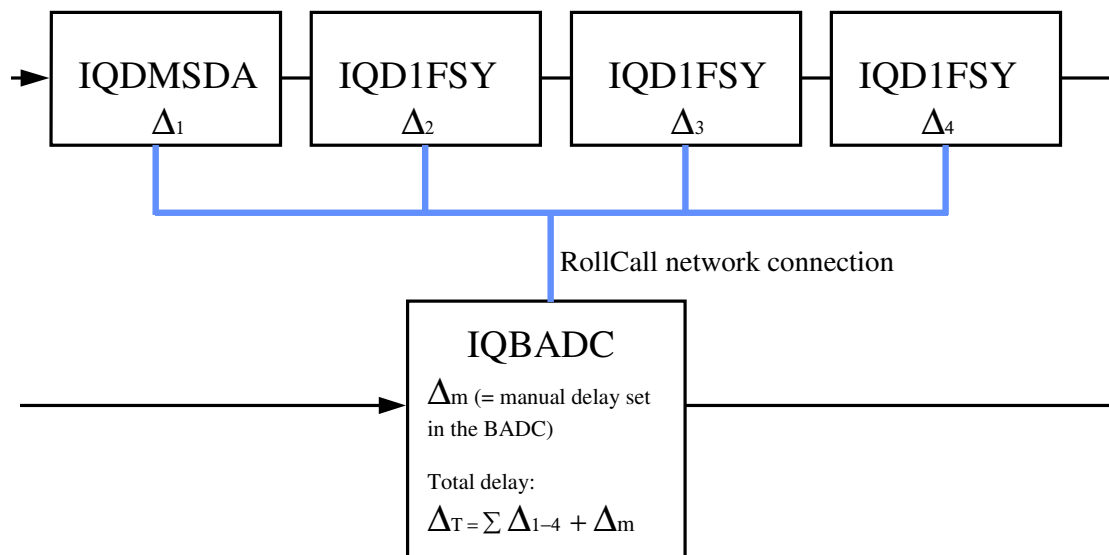 IQDMSDA IQD1FSY IQD1FSY IQD1FSY
Δ1 Δ2 Δ3 Δ4
RollCall network connection
IQBADC
Δm (= manual delay set
in the BADC)
Total delay:
ΔT = ∑ Δ1–4 + Δm